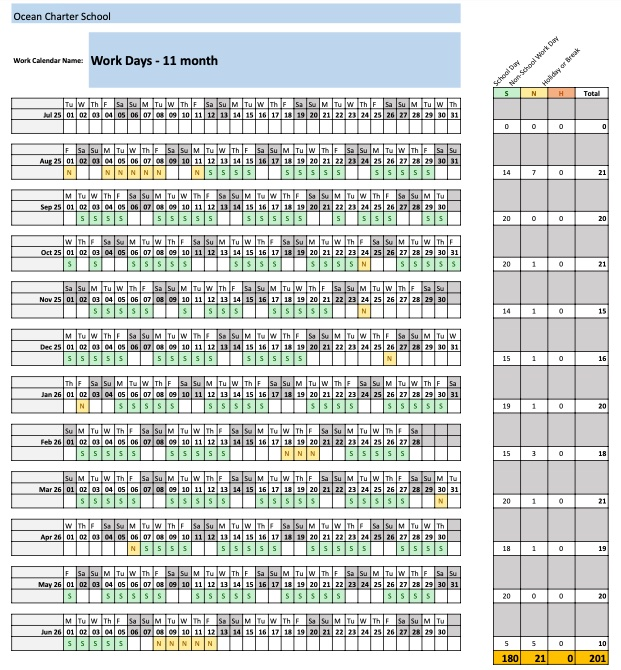 Ocean Charter School
Work Calendar Name: Work Days - 11 month
School Day
Non-School Work Day
Holiday or Break
S N H Total
Tu W Th F Sa Su M Tu W Th F Sa Su M Tu W Th F Sa Su M Tu W Th F Sa Su M Tu W Th
Jul 25 01 02 03 04 05 06 07 08 09 10 11 12 13 14 15 16 17 18 19 20 21 22 23 24 25 26 27 28 29 30 31
0 0 0 0
F Sa Su M Tu W Th F Sa Su M Tu W Th F Sa Su M Tu W Th F Sa Su M Tu W Th F Sa Su
Aug 25 01 02 03 04 05 06 07 08 09 10 11 12 13 14 15 16 17 18 19 20 21 22 23 24 25 26 27 28 29 30 31
N N N N N N N S S S S S S S S S S S S S S 14 7 0 21
M Tu W Th F Sa Su M Tu W Th F Sa Su M Tu W Th F Sa Su M Tu W Th F Sa Su M Tu
Sep 25 01 02 03 04 05 06 07 08 09 10 11 12 13 14 15 16 17 18 19 20 21 22 23 24 25 26 27 28 29 30
S S S S S S S S S S S S S S S S S S S S 20 0 0 20
W Th F Sa Su M Tu W Th F Sa Su M Tu W Th F Sa Su M Tu W Th F Sa Su M Tu W Th F
Oct 25 01 02 03 04 05 06 07 08 09 10 11 12 13 14 15 16 17 18 19 20 21 22 23 24 25 26 27 28 29 30 31
S S S S S S S S S S S S S S S N S S S S S 20 1 0 21
Sa Su M Tu W Th F Sa Su M Tu W Th F Sa Su M Tu W Th F Sa Su M Tu W Th F Sa Su
Nov 25 01 02 03 04 05 06 07 08 09 10 11 12 13 14 15 16 17 18 19 20 21 22 23 24 25 26 27 28 29 30
S S S S S S S S S S S S S S N 14 1 0 15
M Tu W Th F Sa Su M Tu W Th F Sa Su M Tu W Th F Sa Su M Tu W Th F Sa Su M Tu W
Dec 25 01 02 03 04 05 06 07 08 09 10 11 12 13 14 15 16 17 18 19 20 21 22 23 24 25 26 27 28 29 30 31
S S S S S S S S S S S S S S S N 15 1 0 16
Th F Sa Su M Tu W Th F Sa Su M Tu W Th F Sa Su M Tu W Th F Sa Su M Tu W Th F Sa
Jan 26 01 02 03 04 05 06 07 08 09 10 11 12 13 14 15 16 17 18 19 20 21 22 23 24 25 26 27 28 29 30 31
N S S S S S S S S S S S S S S S S S S S 19 1 0 20
Su M Tu W Th F Sa Su M Tu W Th F Sa Su M Tu W Th F Sa Su M Tu W Th F Sa
Feb 26 01 02 03 04 05 06 07 08 09 10 11 12 13 14 15 16 17 18 19 20 21 22 23 24 25 26 27 28
S S S S S S S S S S N N N S S S S S 15 3 0 18
Su M Tu W Th F Sa Su M Tu W Th F Sa Su M Tu W Th F Sa Su M Tu W Th F Sa Su M Tu
Mar 26 01 02 03 04 05 06 07 08 09 10 11 12 13 14 15 16 17 18 19 20 21 22 23 24 25 26 27 28 29 30 31
S S S S S S S S S S S S S S S S S S S S N 20 1 0 21
W Th F Sa Su M Tu W Th F Sa Su M Tu W Th F Sa Su M Tu W Th F Sa Su M Tu W Th
Apr 26 01 02 03 04 05 06 07 08 09 10 11 12 13 14 15 16 17 18 19 20 21 22 23 24 25 26 27 28 29 30
N S S S S S S S S S S S S S S S S S S 18 1 0 19
F Sa Su M Tu W Th F Sa Su M Tu W Th F Sa Su M Tu W Th F Sa Su M Tu W Th F Sa Su
May 26 01 02 03 04 05 06 07 08 09 10 11 12 13 14 15 16 17 18 19 20 21 22 23 24 25 26 27 28 29 30 31
S S S S S S S S S S S S S S S S S S S S 20 0 0 20
M Tu W Th F Sa Su M Tu W Th F Sa Su M Tu W Th F Sa Su M Tu W Th F Sa Su M Tu
Jun 26 01 02 03 04 05 06 07 08 09 10 11 12 13 14 15 16 17 18 19 20 21 22 23 24 25 26 27 28 29 30
S S S S S N N N N N 5 5 0 10
180 21 0 201